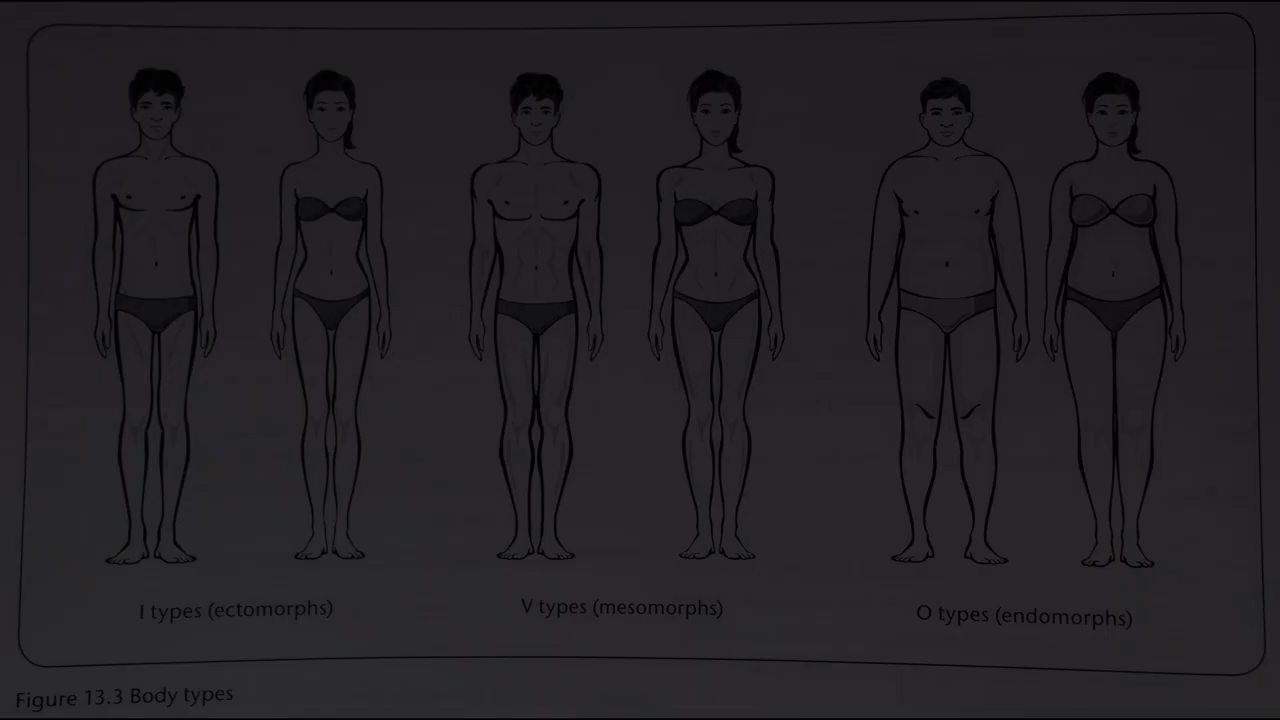 I types (ectomorphs)
V types (mesomorphs)
O types (endomorphs)
Figure 13.3 Body types